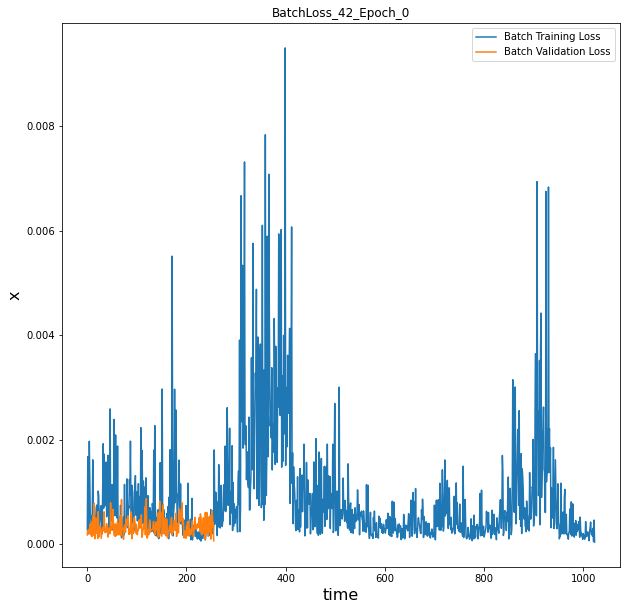 BatchLoss_42_Epoch_0
Batch Training Loss
Batch Validation Loss
0.008
0.006
0.004
0.002
0.000
x
0 200 400 600 800 1000
time